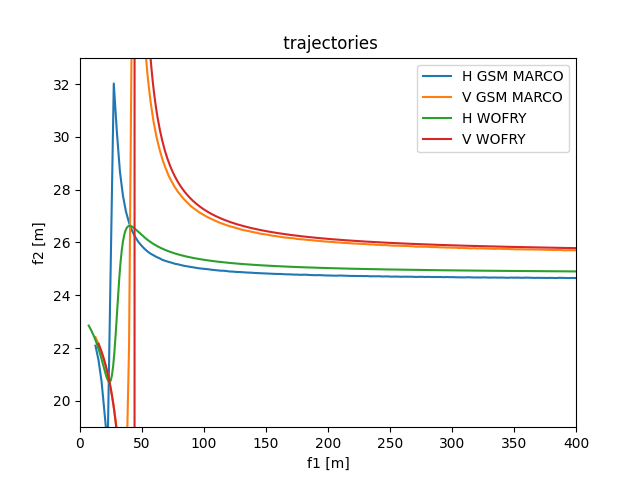 trajectories
H GSM MARCO
V GSM MARCO
H WOFRY
V WOFRY
f2 [m]
32
30
28
26
24
22
20
0 50 100 150 200 250 300 350 400
f1 [m]